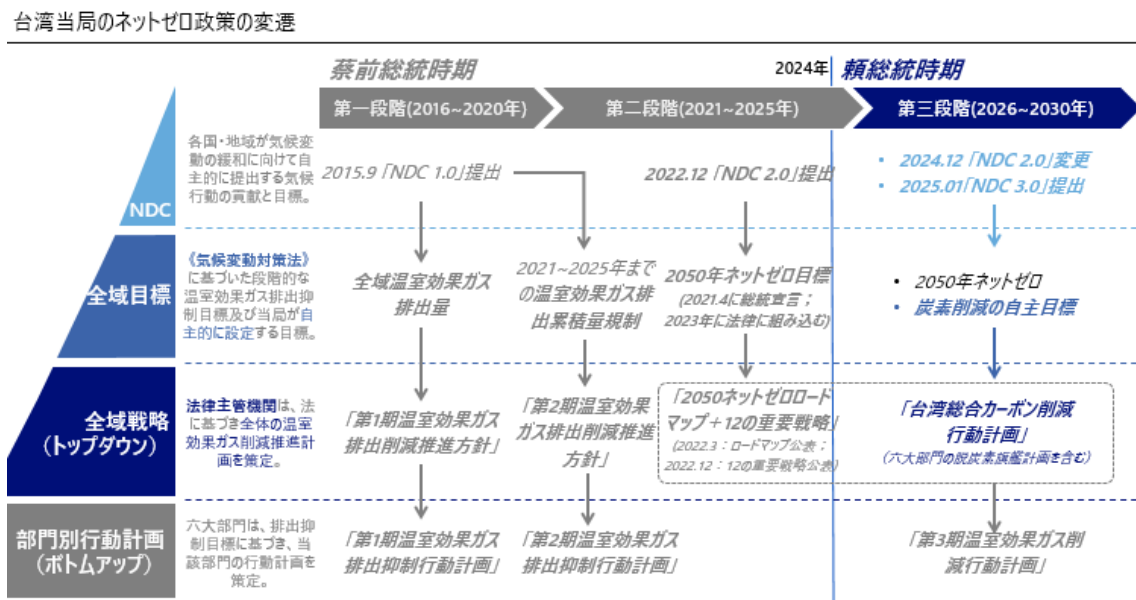 台湾当局のネットゼロ政策の変遷
蔡前総統時期
2024年
頼総統時期
第一段階(2016~2020年)
第二段階(2021~2025年)
第三段階(2026~2030年)
NDC
各国・地域が気候変
動の緩和に向けて自
主的に提出する気候
行動の貢献と目標。
2015.9「NDC 1.0」提出
2022.12「NDC 2.0」提出
• 2024.12「NDC 2.0」変更
• 2025.01「NDC 3.0」提出
全域目標
《気候変動対策法》
に基づいた段階的な
温室効果ガス排出抑
制目標及び当局が自
主的に設定する目標。
全域温室効果ガス
排出量
2021~2025年まで
の温室効果ガス排
出累積量規制
2050年ネットゼロ目標
(2021.4に総統宣言；
2023年に法律に組み込む)
• 2050年ネットゼロ
• 炭素削減の自主目標
全域戦略
(トップダウン)
法律主管機関は、法
に基づき全体の温室
効果ガス削減推進計
画を策定。
「第1期温室効果ガス
排出削減推進方針」
「第2期温室効果
ガス排出削減推進
方針」
「2050ネットゼロロード
マップ＋12の重要戦略」
(2022.3：ロードマップ公表；
2022.12：12の重要戦略公表)
「台湾総合カーボン削減
行動計画」
(六大部門の脱炭素旗艦計画を含む)
部門別行動計画
(ボトムアップ)
六大部門は、排出抑
制目標に基づき、当
該部門の行動計画を
策定。
「第1期温室効果ガス
排出抑制行動計画」
「第2期温室効果ガス
排出抑制行動計画」
「第3期温室効果ガス削
減行動計画」